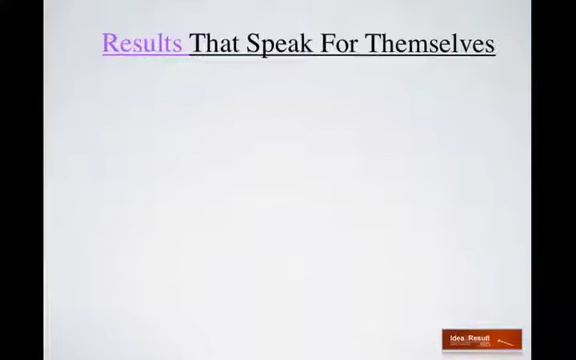 Results That Speak For Themselves
Idea. Result